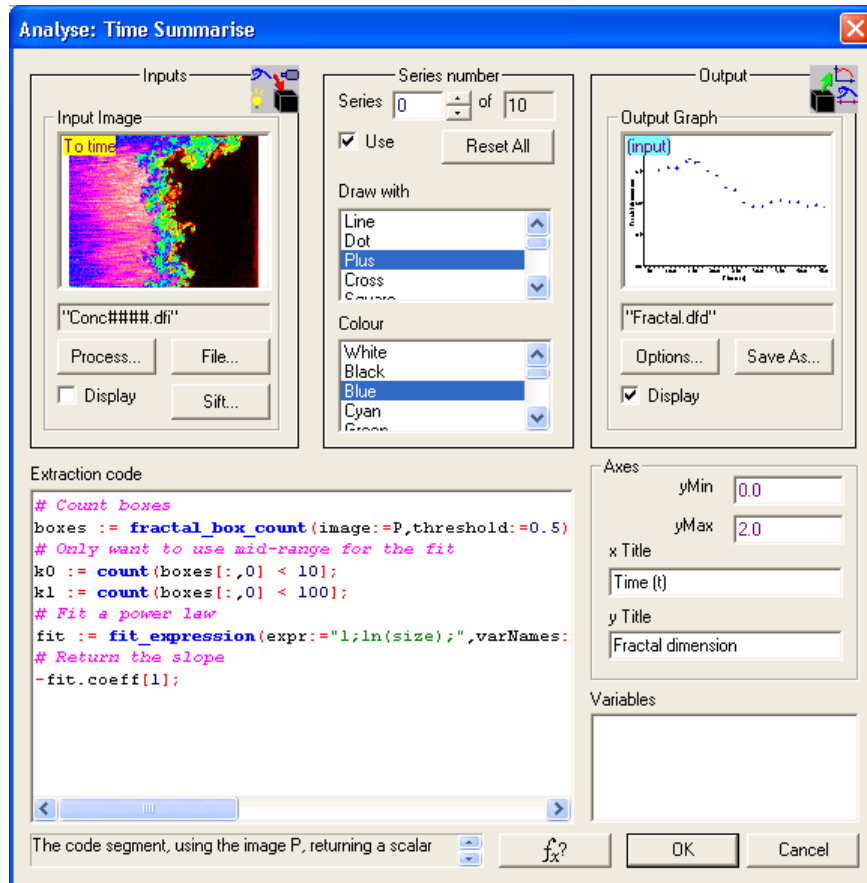 Analyse: Time Summarise
Inputs
Input Image
To time
"Conc####.dfi"
Process...
File...
Display
Sift...
Series number
Series 0 of 10
Use
Reset All
Draw with
Line
Dot
Plus
Cross
Square
Colour
White
Black
Blue
Cyan
Green
Output
Output Graph
(input)
"Fractal.dfd"
Options...
Save As...
Display
Extraction code
# Count boxes
boxes := fractal_box_count(image:=P,threshold:=0.5)
# Only want to use mid-range for the fit
k0 := count(boxes[:,0] < 10];
k1 := count(boxes[:,0] < 100];
# Fit a power law
fit := fit_expression(expr:="1;ln(size);",varNames:
# Return the slope
-fit.coeff[1];
Axes
yMin 0.0
yMax 2.0
x Title
Time (t)
y Title
Fractal dimension
Variables
The code segment, using the image P, returning a scalar
fx?
OK
Cancel